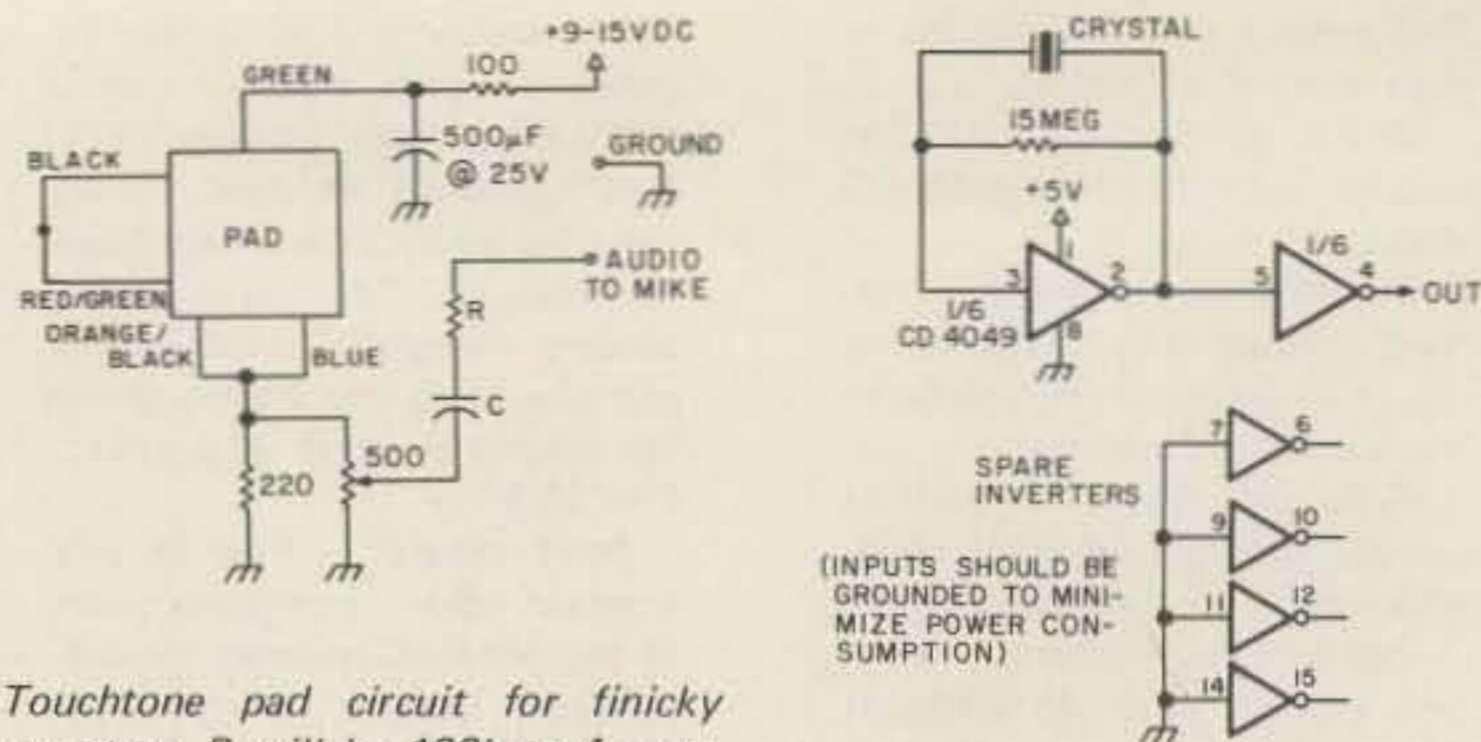 +9-15VDC
GREEN
100
500µF
@ 25V
GROUND
BLACK
PAD
RED/GREEN
ORANGE/
BLACK
BLUE
AUDIO
TO MIKE
R
C
220
500
CRYSTAL
15 MEG
+5V
1
3
2
8
1/6
CD 4049
1/6
5
4
OUT
SPARE
INVERTERS
(INPUTS SHOULD BE
GROUNDED TO MINI-
MIZE POWER CON-
SUMPTION)
7
6
9
10
11
12
14
15
Touchtone pad circuit for finicky